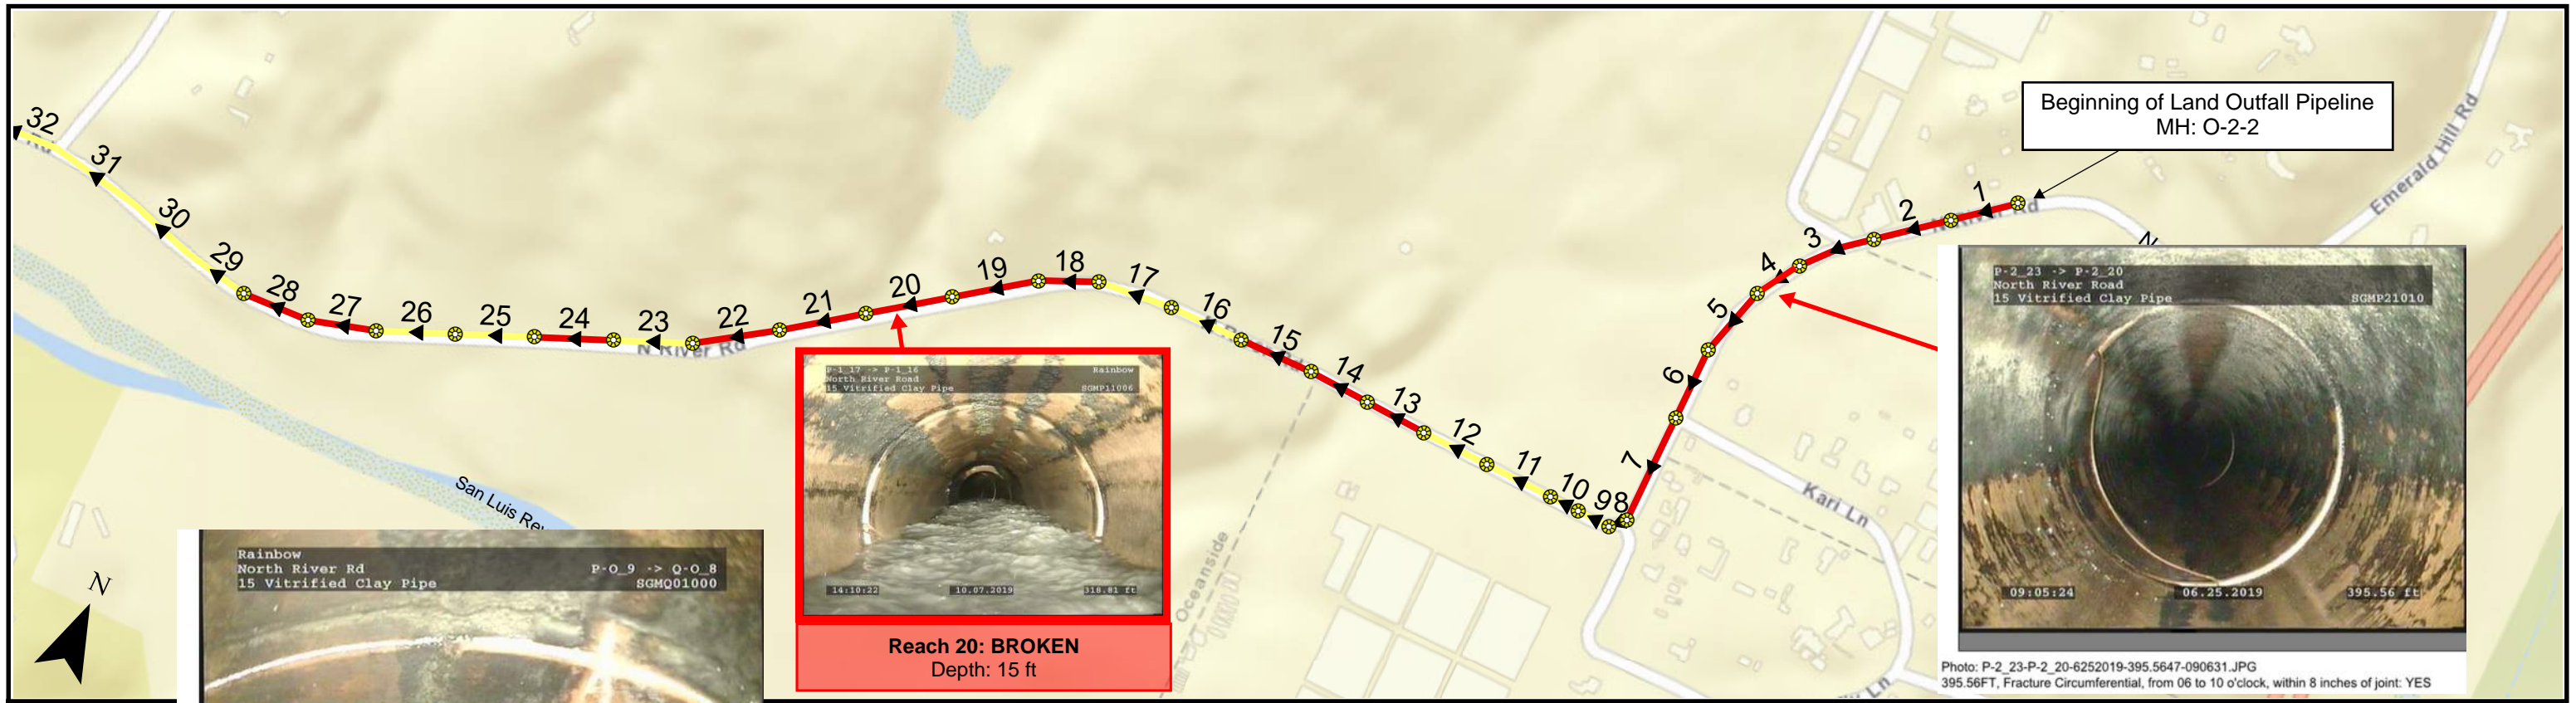 Beginning of Land Outfall Pipeline
MH: O-2-2
Emerald Hill Rd
N River Rd
N
1
2
3
4
5
6
7
8
9
10
11
12
13
14
15
16
17
18
19
20
21
22
23
24
25
26
27
28
29
30
31
32
Rd
N River Rd
P-2_23 -> P-2_20
North River Road
15 Vitrified Clay Pipe
SGMP21010
09:05:24
06.25.2019
395.56 ft
Photo: P-2_23-P-2_20-6252019-395.5647-090631.JPG
395.56FT, Fracture Circumferential, from 06 to 10 o'clock, within 8 inches of joint: YES
P-1_17 -> P-1_16
Rainbow
North River Road
15 Vitrified Clay Pipe
SGMP11006
14:10:22
10.07.2019
318.81 ft
Reach 20: BROKEN
Depth: 15 ft
Kari Ln
Ln
Oceanside
San Luis Rey
Rainbow
North River Rd
P-O_9 -> Q-O_8
15 Vitrified Clay Pipe
SGMQ01000
N